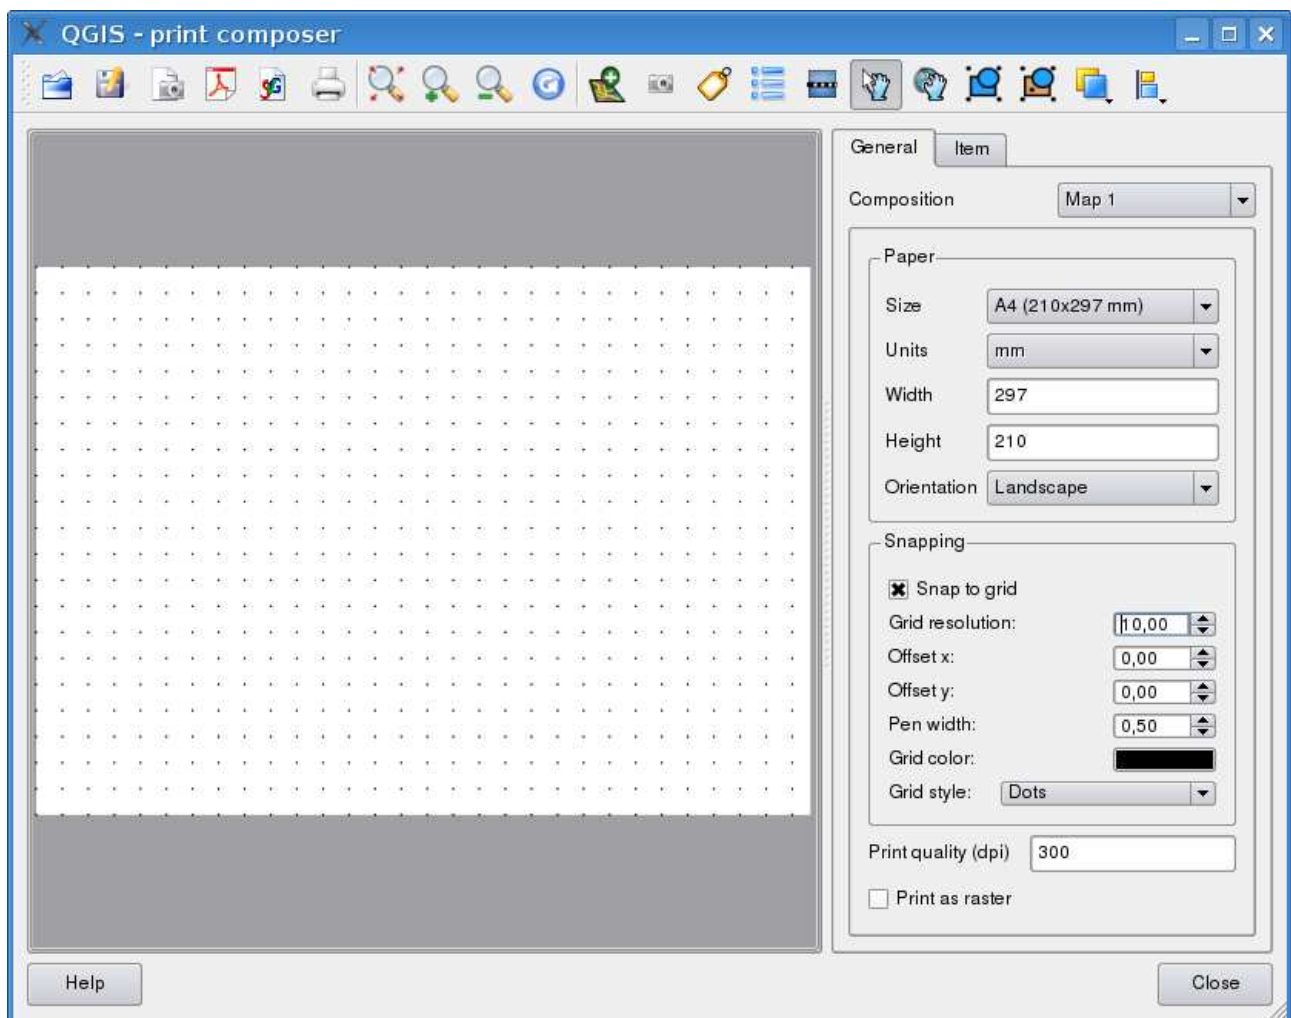 QGIS - print composer
General
Item
Composition
Map 1
Paper
Size
A4 (210x297 mm)
Units
mm
Width
297
Height
210
Orientation
Landscape
Snapping
Snap to grid
Grid resolution:
10,00
Offset x:
0,00
Offset y:
0,00
Pen width:
0,50
Grid color:
Grid style:
Dots
Print quality (dpi)
300
Print as raster
Help
Close